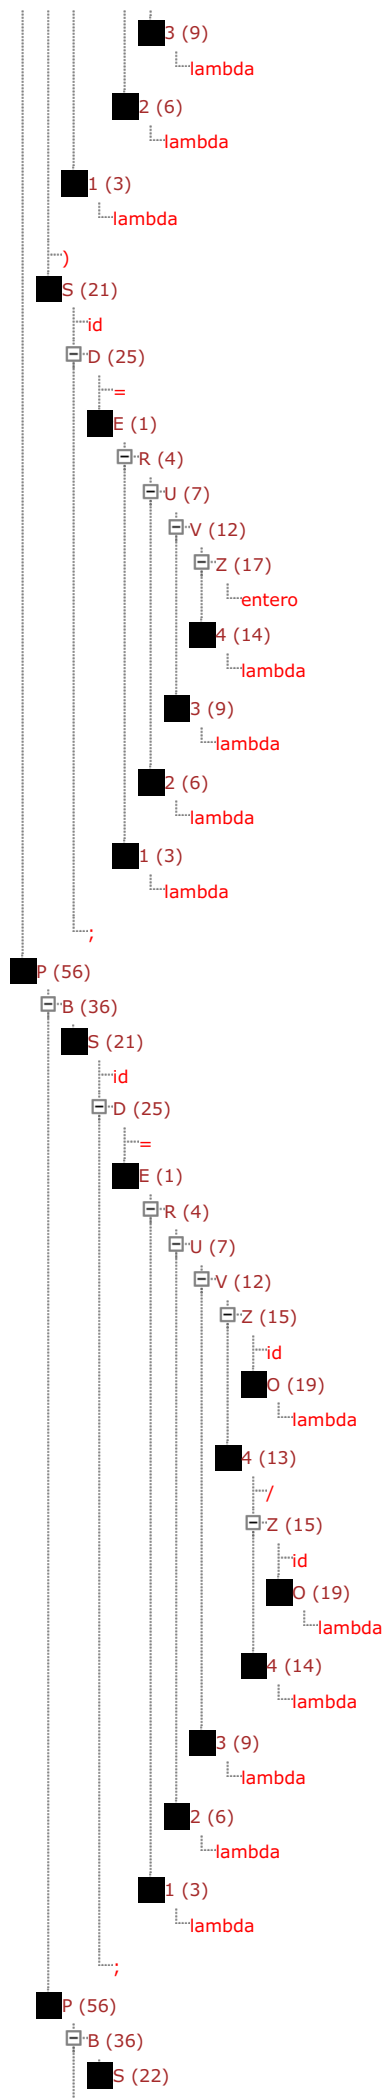 3 (9)
lambda
2 (6)
lambda
1 (3)
lambda
)
S (21)
id
D (25)
=
E (1)
R (4)
U (7)
V (12)
Z (17)
entero
4 (14)
lambda
3 (9)
lambda
2 (6)
lambda
1 (3)
lambda
;
P (56)
B (36)
S (21)
id
D (25)
=
E (1)
R (4)
U (7)
V (12)
Z (15)
id
O (19)
lambda
4 (13)
/
Z (15)
id
O (19)
lambda
4 (14)
lambda
3 (9)
lambda
2 (6)
lambda
1 (3)
lambda
;
P (56)
B (36)
S (22)